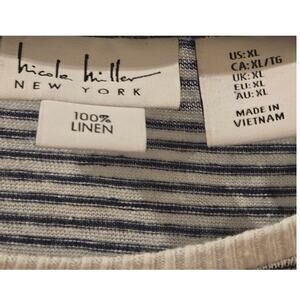 nicole miller
NEW YORK
100%
LINEN
US:XL
CA:XL/TG
UK:XL
EU:XL
AU:XL
MADE IN
VIETNAM